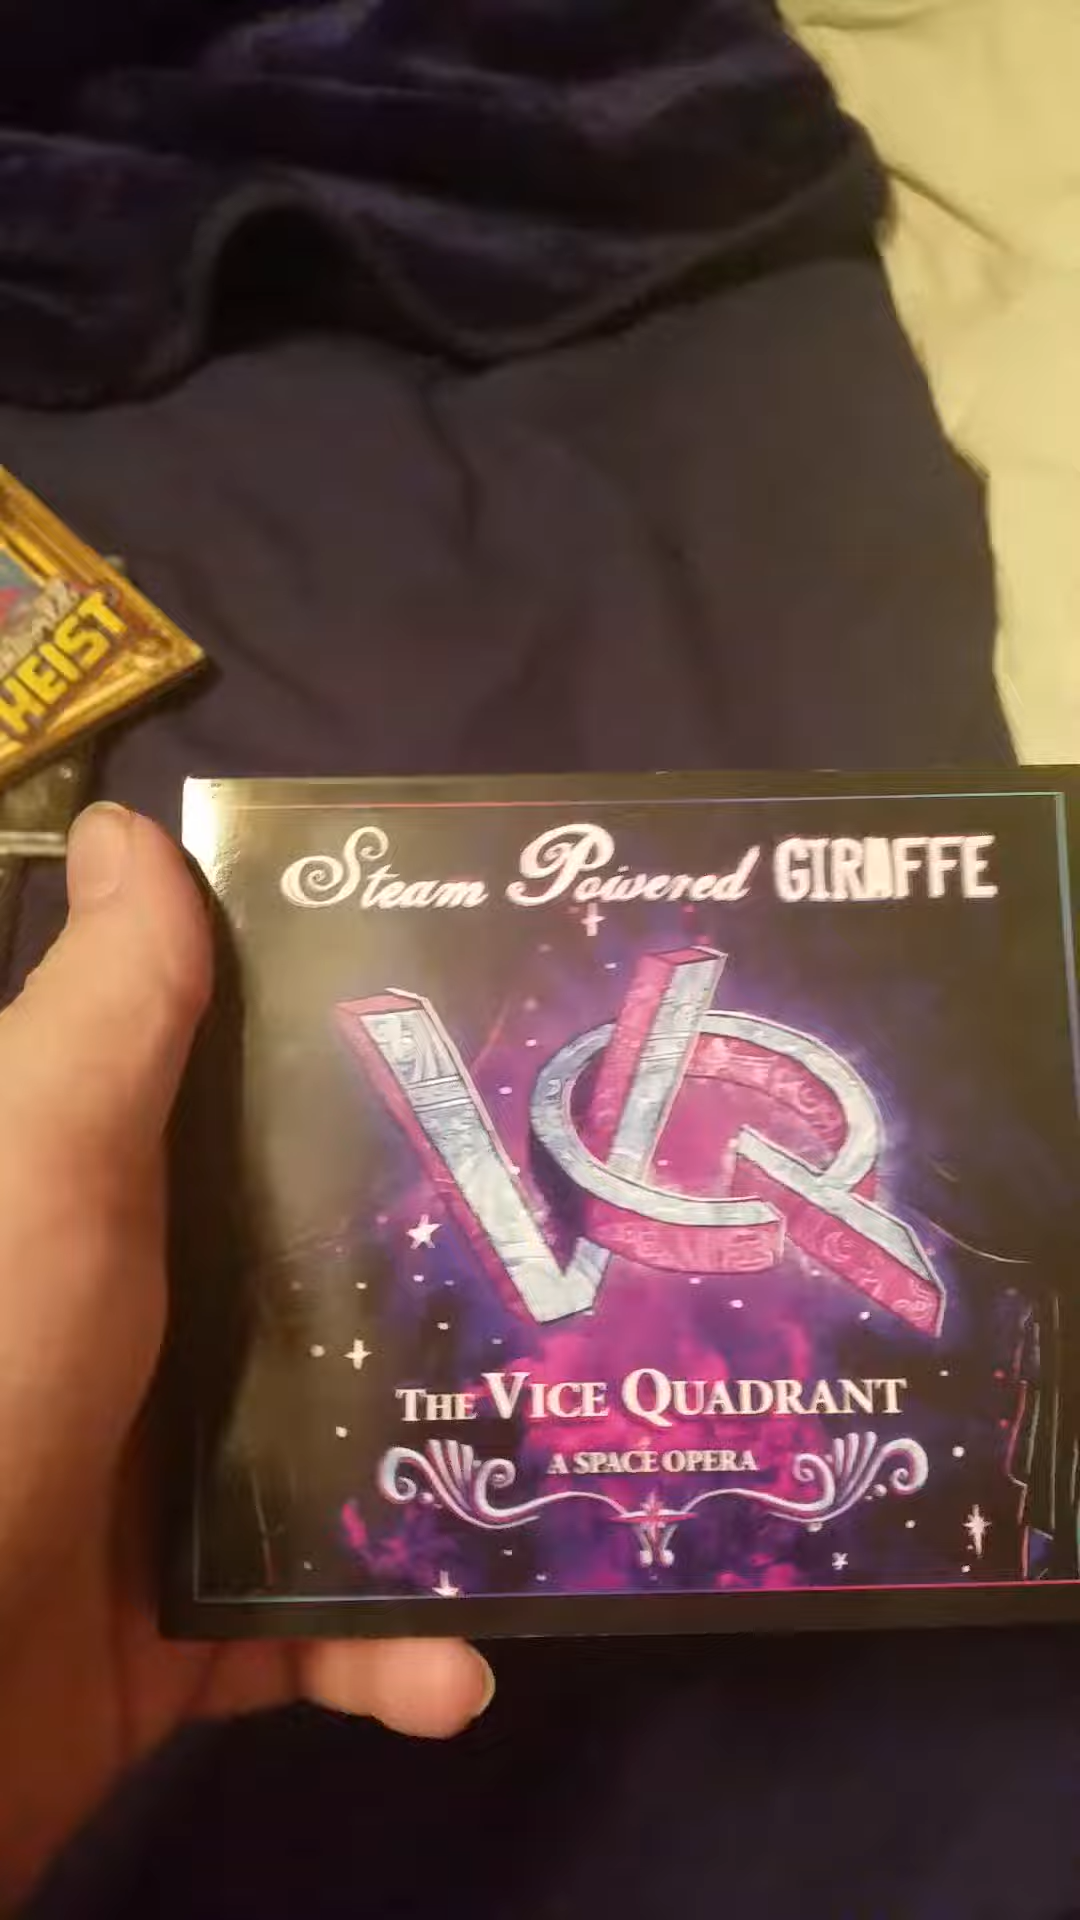 HEIST
Steam Powered GIRAFFE
VQ
THE VICE QUADRANT
A SPACE OPERA